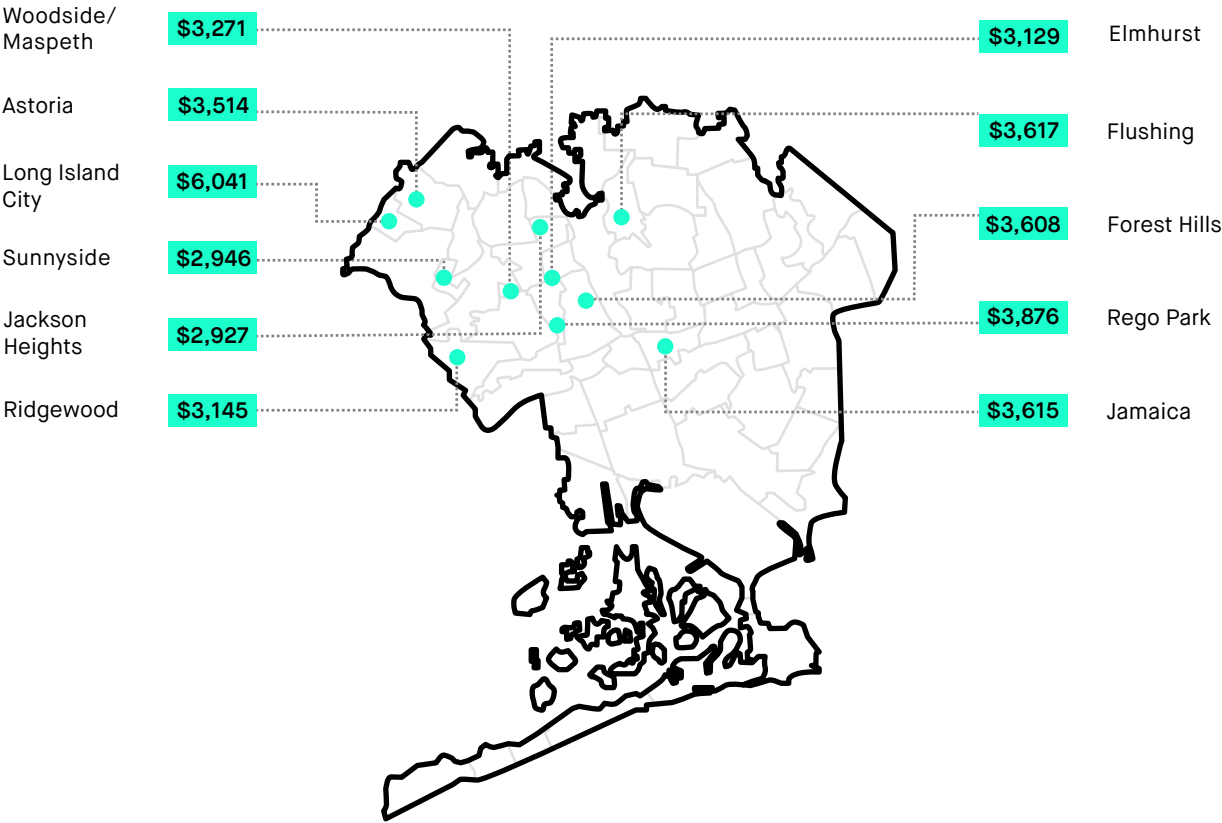 Woodside/
Maspeth
$3,271
Astoria
$3,514
Long Island
City
$6,041
Sunnyside
$2,946
Jackson
Heights
$2,927
Ridgewood
$3,145
$3,129
Elmhurst
$3,617
Flushing
$3,608
Forest Hills
$3,876
Rego Park
$3,615
Jamaica